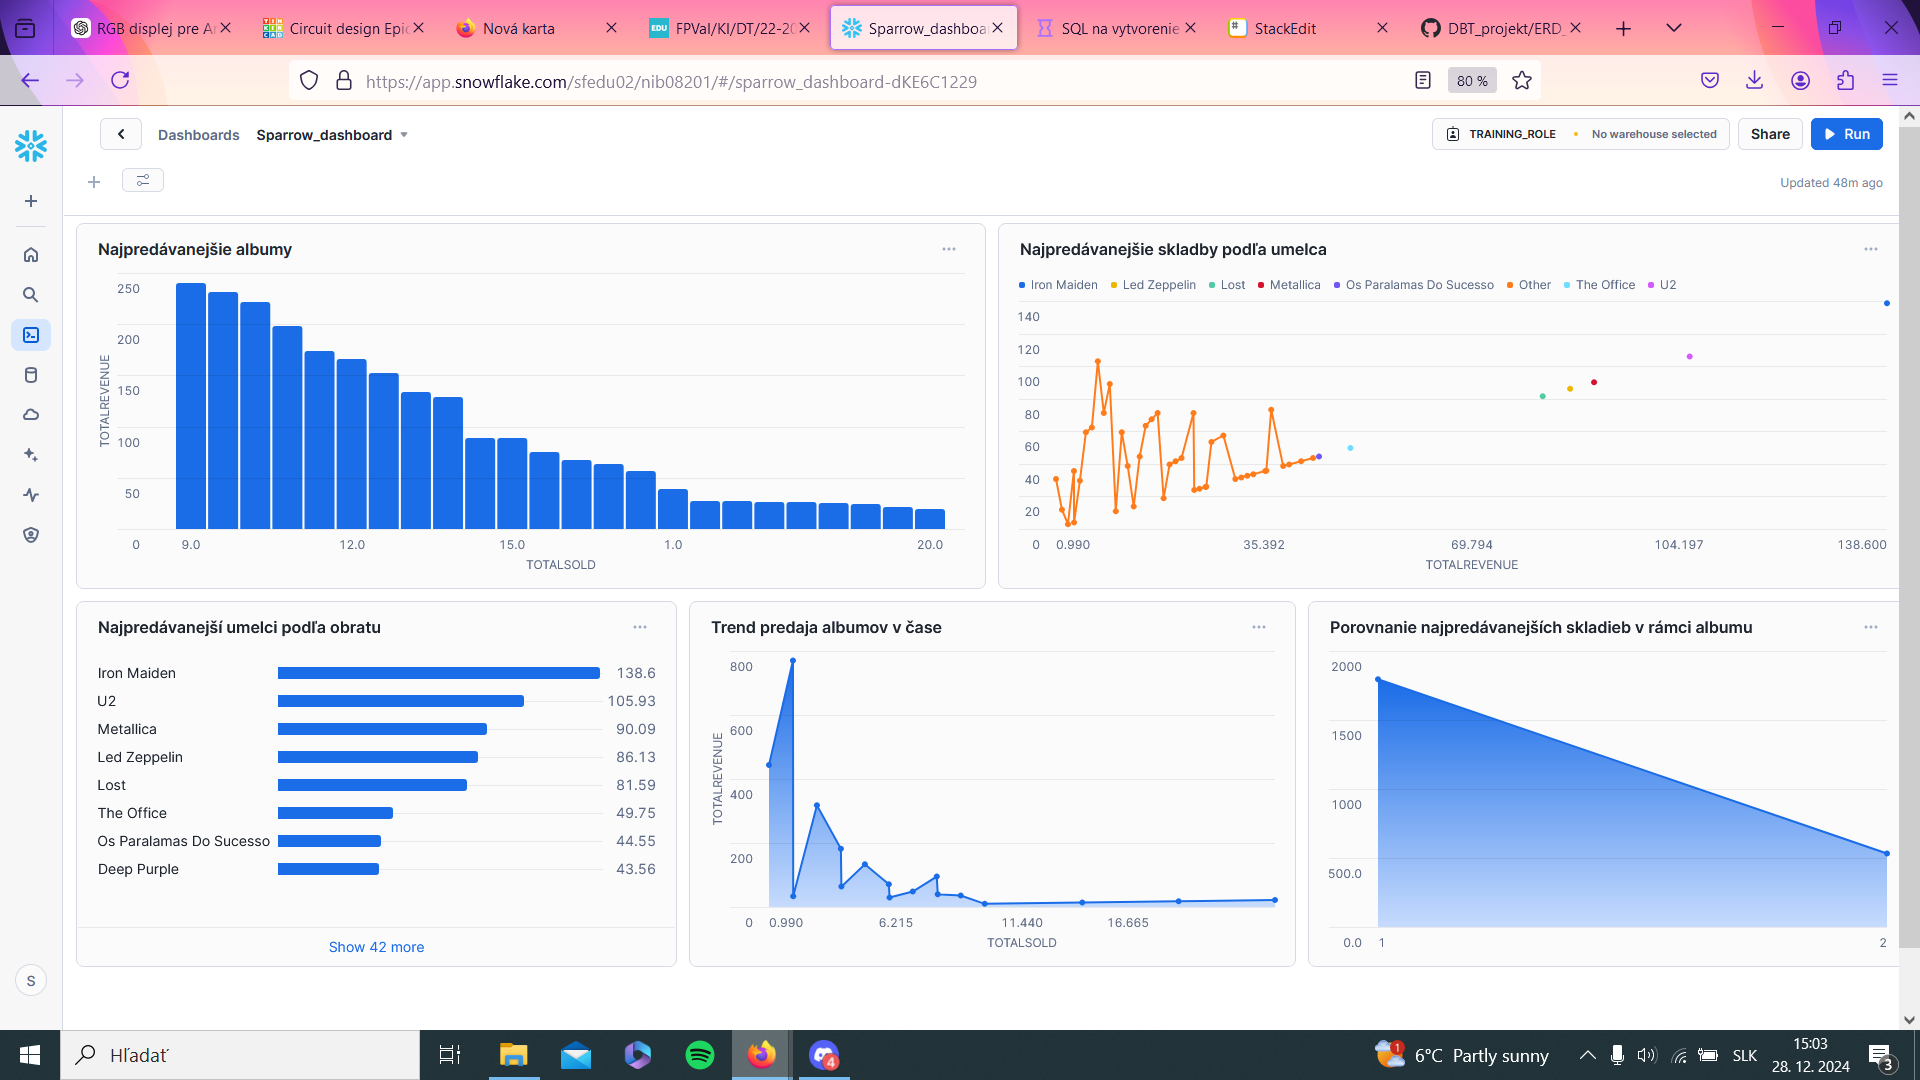 RGB displej pre A
Circuit design Epic
Nová karta
FPVaI/KI/DT/22-20
Sparrow_dashboa
SQL na vytvorenie
StackEdit
DBT_projekt/ERD_
https://app.snowflake.com/sfedu02/nib08201/#/sparrow_dashboard-dKE6C1229
80 %
Dashboards Sparrow_dashboard
TRAINING_ROLE • No warehouse selected
Share
Run
Updated 48m ago
Najpredávanejšie albumy
250
200
150
100
50
0
TOTALREVENUE
9.0 12.0 15.0 1.0 20.0
TOTALSOLD
Najpredávanejšie skladby podľa umelca
Iron Maiden Led Zeppelin Lost Metallica Os Paralamas Do Sucesso Other The Office U2
140
120
100
80
60
40
20
0
0.990 35.392 69.794 104.197 138.600
TOTALREVENUE
Najpredávanejší umelci podľa obratu
Iron Maiden 138.6
U2 105.93
Metallica 90.09
Led Zeppelin 86.13
Lost 81.59
The Office 49.75
Os Paralamas Do Sucesso 44.55
Deep Purple 43.56
Show 42 more
Trend predaja albumov v čase
800
600
400
200
0
TOTALREVENUE
0.990 6.215 11.440 16.665
TOTALSOLD
Porovnanie najpredávanejších skladieb v rámci albumu
2000
1500
1000
500.0
0.0
1 2
S
Hľadať
4
1
6°C Partly sunny
SLK
15:03
28. 12. 2024
3